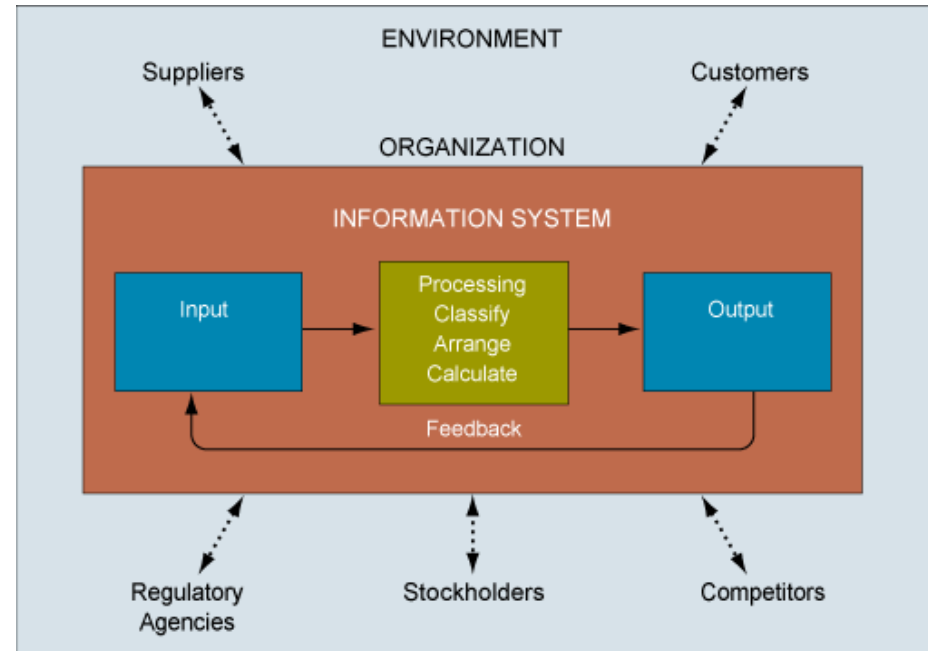 ENVIRONMENT
Suppliers
Customers
ORGANIZATION
INFORMATION SYSTEM
Input
Processing
Classify
Arrange
Calculate
Output
Feedback
Regulatory
Agencies
Stockholders
Competitors